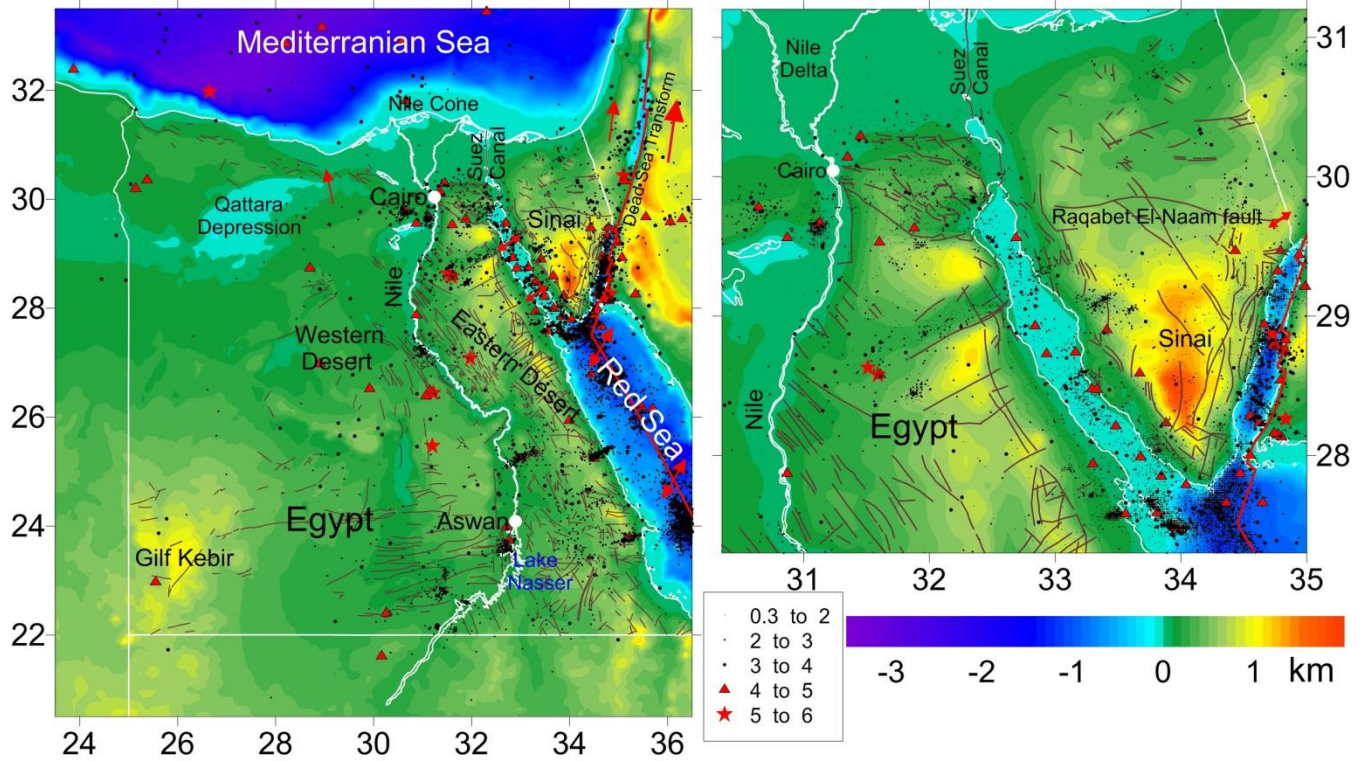 Mediterranian Sea
Nile Cone
Suez
Canal
Dead Sea Transform
Cairo
Qattara
Depression
Sinai
Nile
Western
Desert
Eastern Desert
Red Sea
Egypt
Aswan
Gilf Kebir
Lake
Nasser
32
30
28
26
24
22
24 26 28 30 32 34 36
Nile
Delta
Suez
Canal
Cairo
Raqabet El-Naam fault
Sinai
Nile
Egypt
31
30
29
28
31 32 33 34 35
0.3 to 2
2 to 3
3 to 4
4 to 5
5 to 6
-3 -2 -1 0 1 km